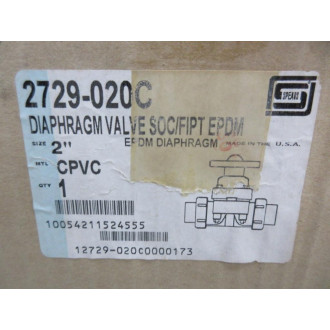 2729-020C
SPEARS
DIAPHRAGM VALVE SOC/FIPT EPDM
EPDM DIAPHRAGM MADE IN THE U.S.A.
SIZE 2"
MTL CPVC
QTY 1
10054211524555
12729-020C0000173